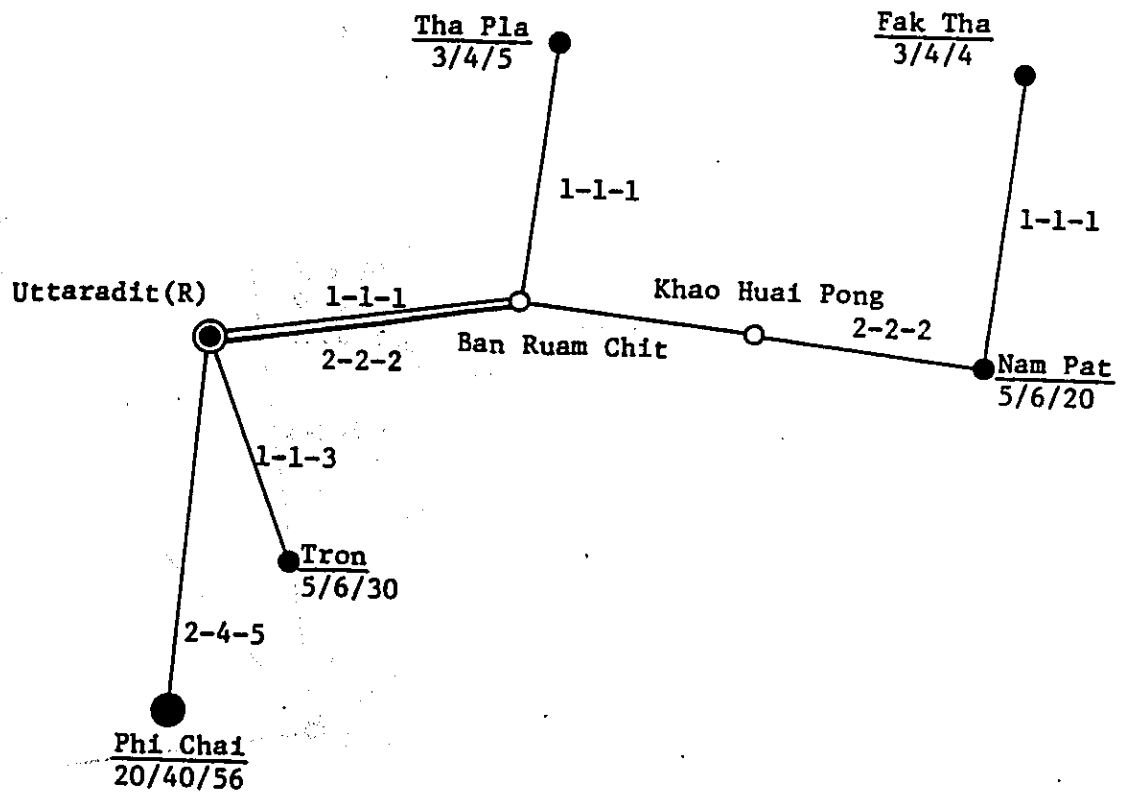 Tha Pla
3/4/5
Fak Tha
3/4/4
1-1-1
1-1-1
Uttaradit(R)
1-1-1
Khao Huai Pong
2-2-2
Ban Ruam Chit
2-2-2
Nam Pat
5/6/20
1-1-3
Tron
5/6/30
2-4-5
Phi Chai
20/40/56